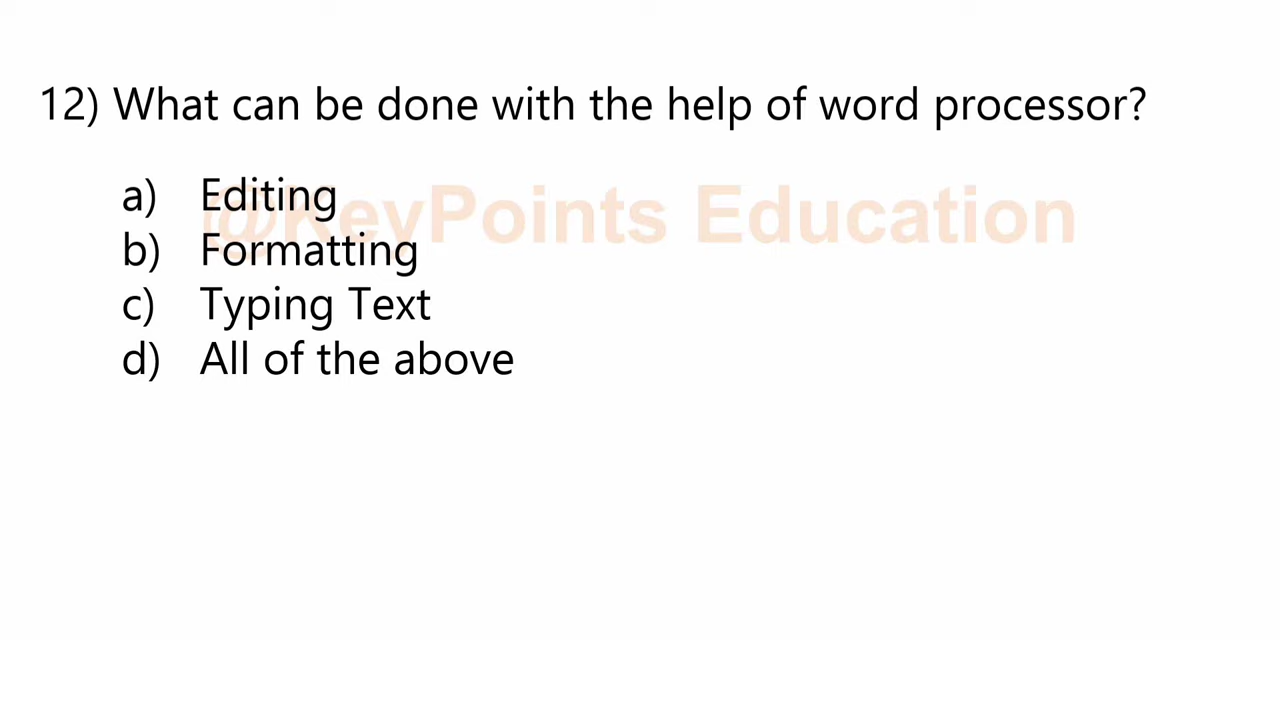 12) What can be done with the help of word processor?
@KeyPoints Education
a) Editing
b) Formatting
c) Typing Text
d) All of the above